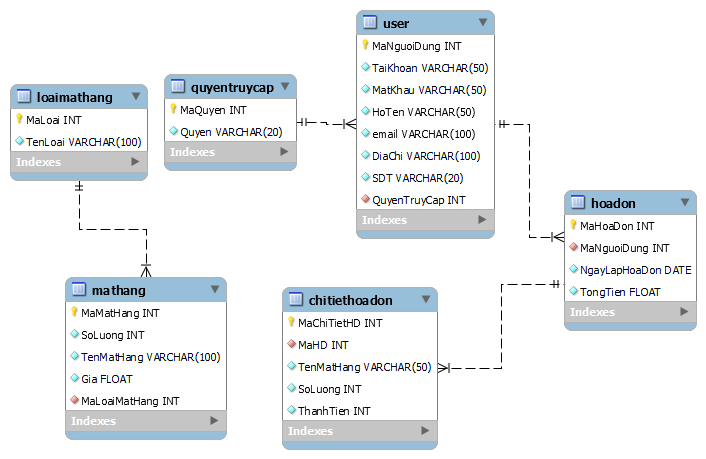 loaimathang
MaLoai INT
TenLoai VARCHAR(100)
Indexes
quyentruycap
MaQuyen INT
Quyen VARCHAR(20)
Indexes
user
MaNguoiDung INT
TaiKhoan VARCHAR(50)
MatKhau VARCHAR(50)
HoTen VARCHAR(50)
email VARCHAR(100)
DiaChi VARCHAR(100)
SDT VARCHAR(20)
QuyenTruyCap INT
Indexes
hoadon
MaHoaDon INT
MaNguoiDung INT
NgayLapHoaDon DATE
TongTien FLOAT
Indexes
mathang
MaMatHang INT
SoLuong INT
TenMatHang VARCHAR(100)
Gia FLOAT
MaLoaiMatHang INT
Indexes
chitiethoadon
MaChiTietHD INT
MaHD INT
TenMatHang VARCHAR(50)
SoLuong INT
ThanhTien INT
Indexes